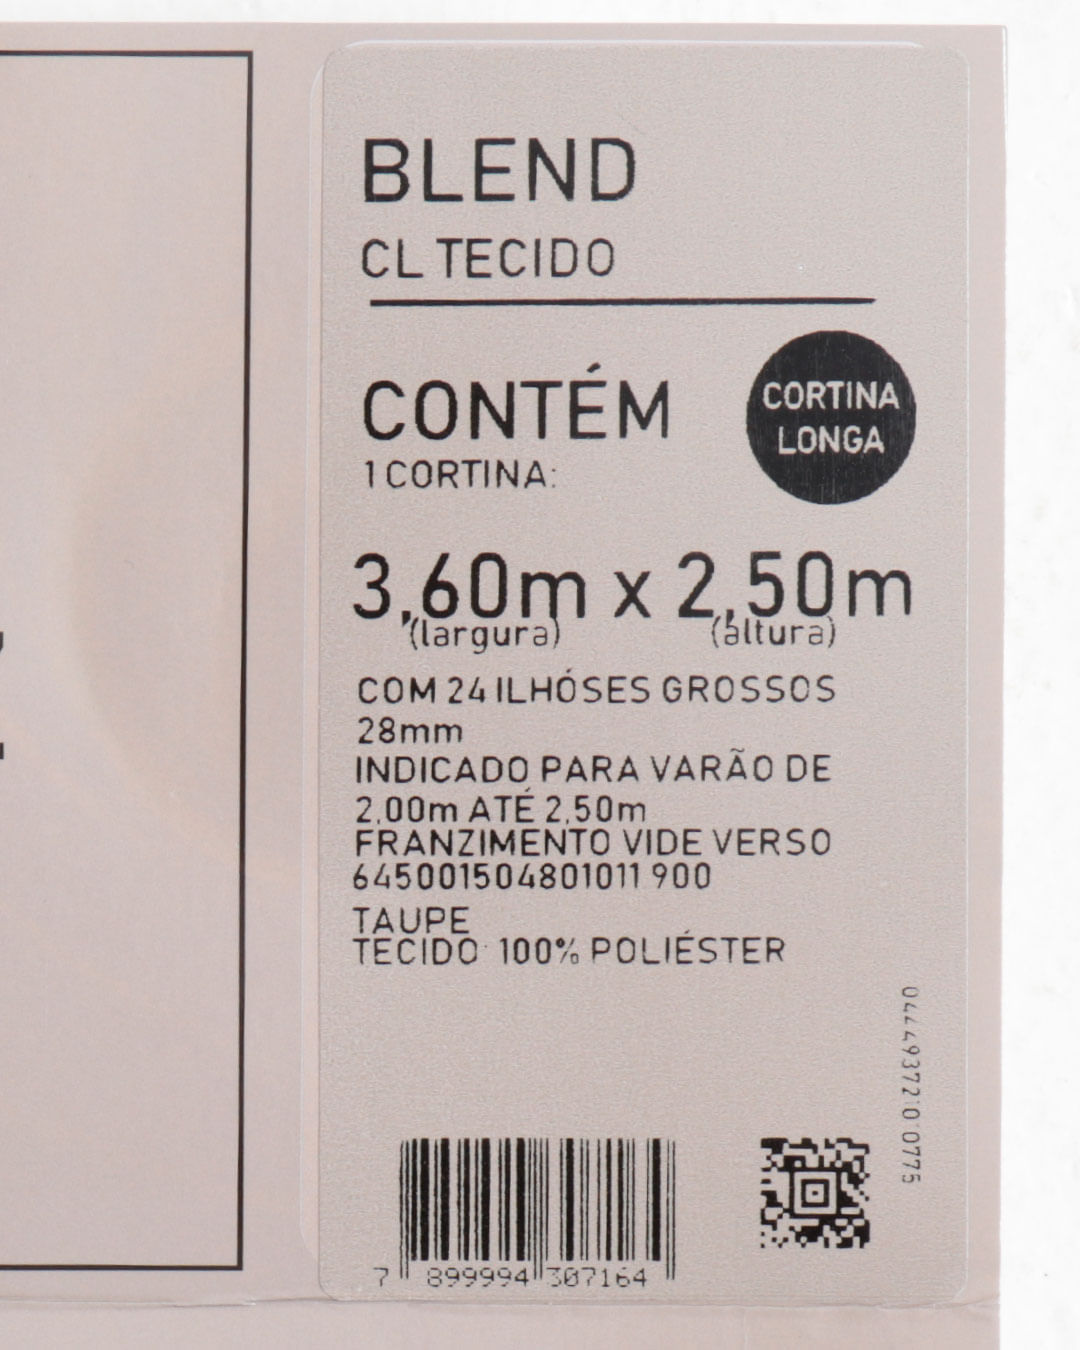 BLEND
CL TECIDO
CONTÉM
1 CORTINA:
CORTINA
LONGA
3,60m x 2,50m
(largura) (altura)
COM 24 ILHÓSES GROSSOS
28mm
INDICADO PARA VARÃO DE
2,00m ATÉ 2,50m
FRANZIMENTO VIDE VERSO
645001504801011 900
TAUPE
TECIDO: 100% POLIÉSTER
7 899994 307164